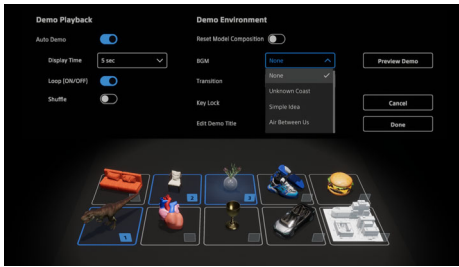 Demo Playback
Auto Demo
Display Time
5 sec
Loop [ON/OFF]
Shuffle
Demo Environment
Reset Model Composition
BGM
None
None
Unknown Coast
Simple Idea
Air Between Us
Transition
Key Lock
Edit Demo Title
Preview Demo
Cancel
Done
2
3
1